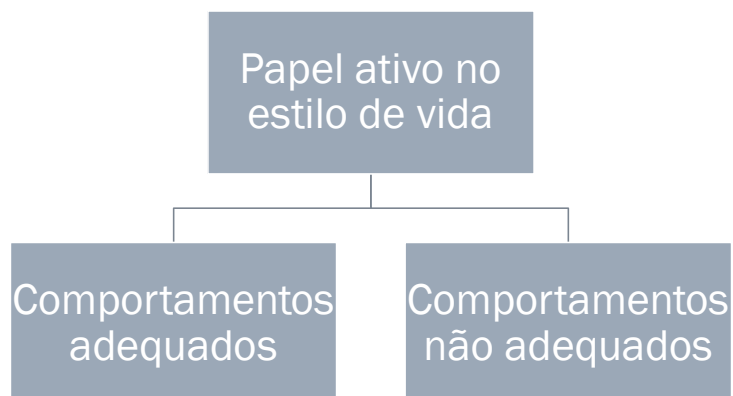 Papel ativo no
estilo de vida
Comportamentos
adequados
Comportamentos
não adequados